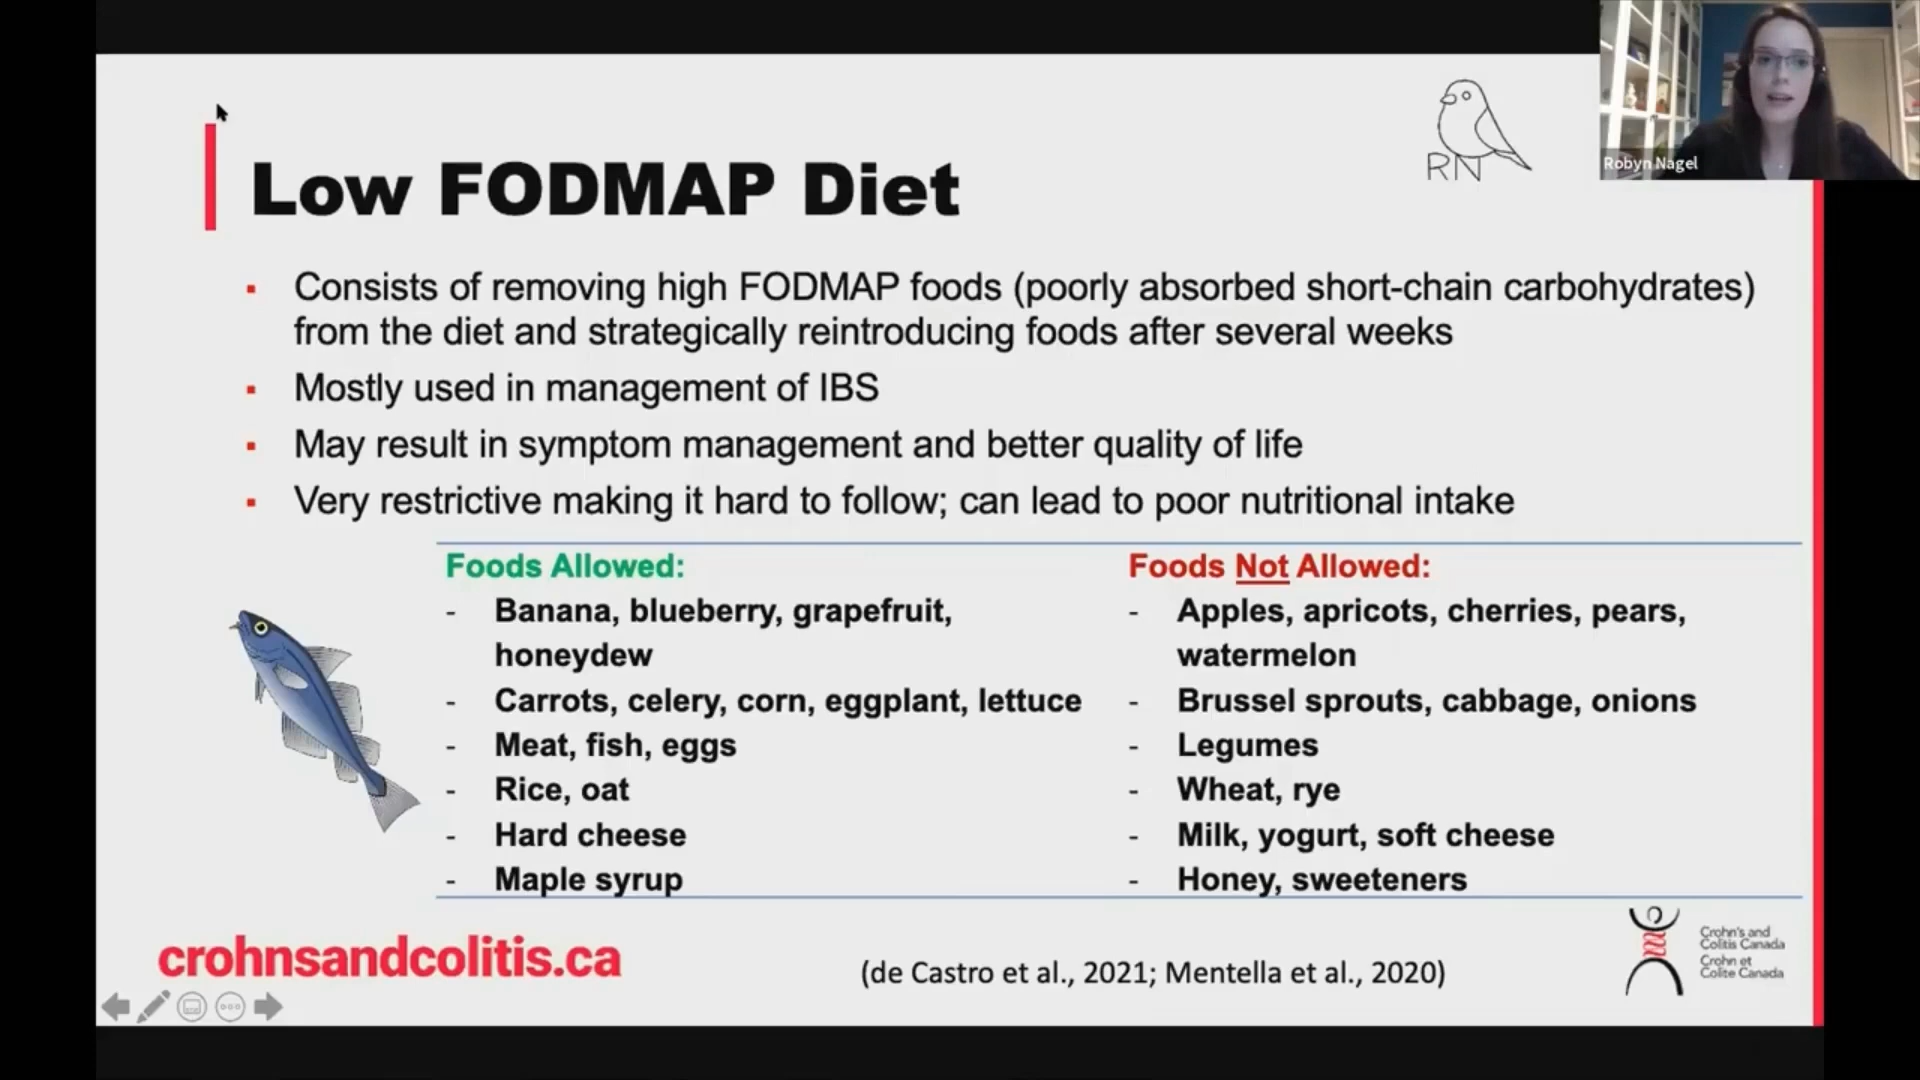 Robyn Nagel
RN
Low FODMAP Diet
▪ Consists of removing high FODMAP foods (poorly absorbed short-chain carbohydrates)
from the diet and strategically reintroducing foods after several weeks
▪ Mostly used in management of IBS
▪ May result in symptom management and better quality of life
▪ Very restrictive making it hard to follow; can lead to poor nutritional intake
Foods Allowed:
- Banana, blueberry, grapefruit,
honeydew
- Carrots, celery, corn, eggplant, lettuce
- Meat, fish, eggs
- Rice, oat
- Hard cheese
- Maple syrup
Foods Not Allowed:
- Apples, apricots, cherries, pears,
watermelon
- Brussel sprouts, cabbage, onions
- Legumes
- Wheat, rye
- Milk, yogurt, soft cheese
- Honey, sweeteners
crohnsandcolitis.ca
(de Castro et al., 2021; Mentella et al., 2020)
Crohn's and
Colitis Canada
Crohn et
Colite Canada